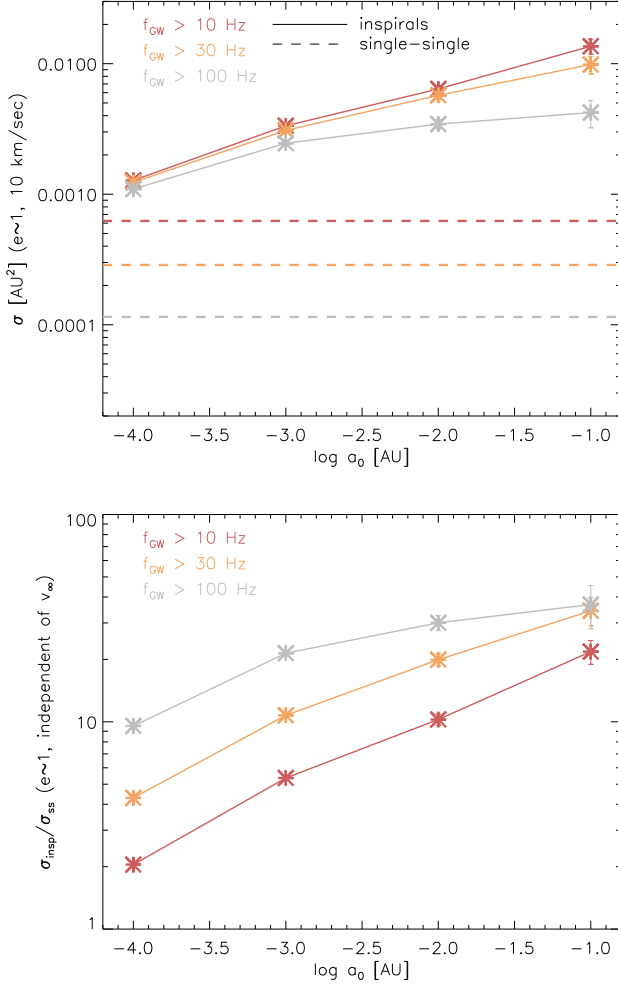 f_GW > 10 Hz
f_GW > 30 Hz
f_GW > 100 Hz
inspirals
single−single
0.0100
0.0010
0.0001
σ [AU²] (e~1, 10 km/sec)
−4.0 −3.5 −3.0 −2.5 −2.0 −1.5 −1.0
log a₀ [AU]
f_GW > 10 Hz
f_GW > 30 Hz
f_GW > 100 Hz
100
10
1
σ_insp/σ_ss (e~1, independent of v_∞)
−4.0 −3.5 −3.0 −2.5 −2.0 −1.5 −1.0
log a₀ [AU]